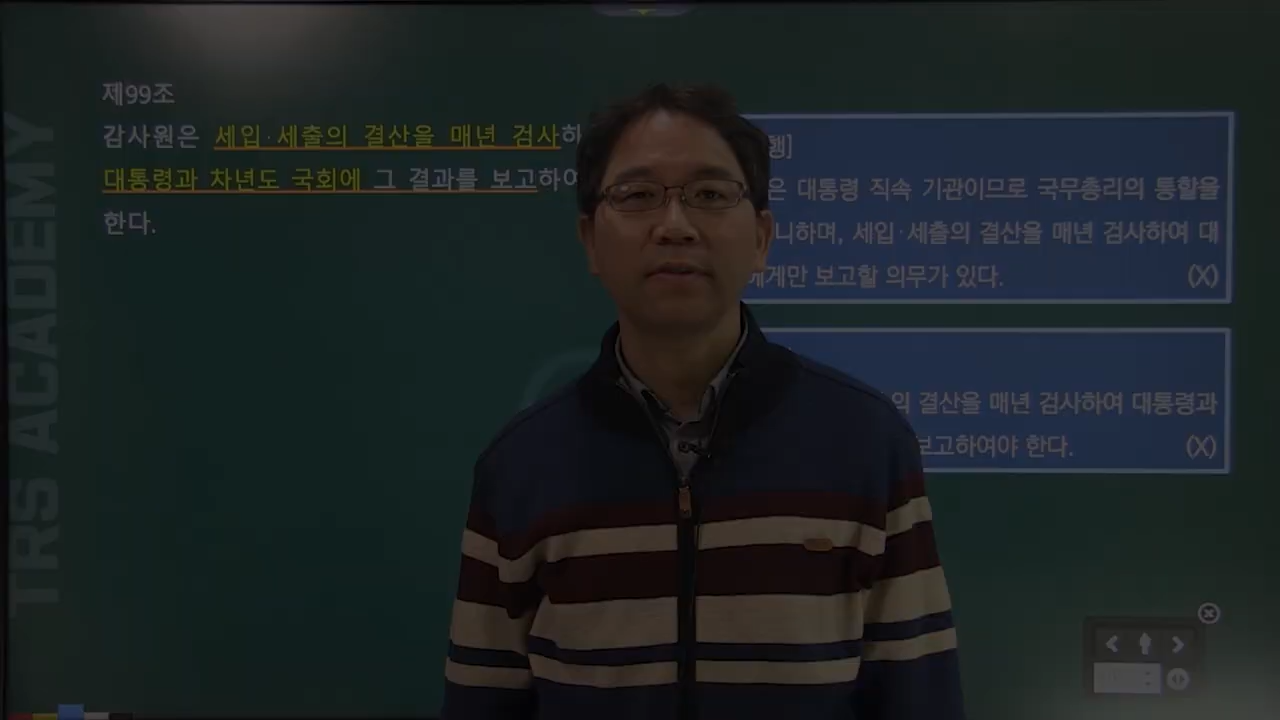 제99조
감사원은 세입·세출의 결산을 매년 검사하
대통령과 차년도 국회에 그 결과를 보고하여
한다.
행]
은 대통령 직속 기관이므로 국무총리의 통할을
니하며, 세입·세출의 결산을 매년 검사하여 대
에게만 보고할 의무가 있다. (X)
의 결산을 매년 검사하여 대통령과
보고하여야 한다. (X)
TRS ACADEMY